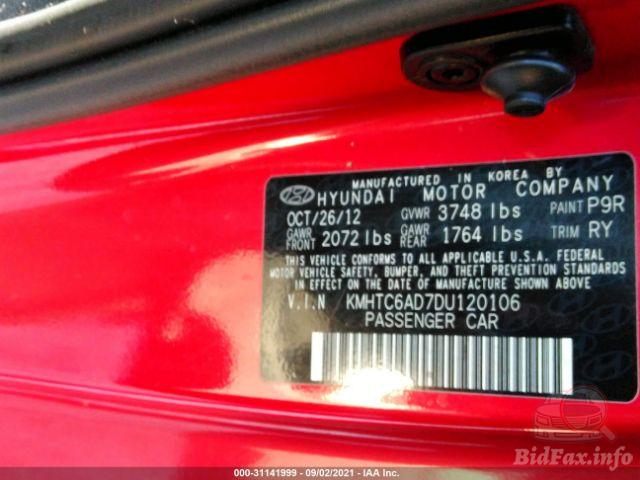 MANUFACTURED IN KOREA BY
HYUNDAI MOTOR COMPANY
OCT/26/12 GVWR 3748 lbs PAINT P9R
GAWR FRONT 2072 lbs GAWR REAR 1764 lbs TRIM RY
THIS VEHICLE CONFORMS TO ALL APPLICABLE U.S.A. FEDERAL
MOTOR VEHICLE SAFETY, BUMPER, AND THEFT PREVENTION STANDARDS
IN EFFECT ON THE DATE OF MANUFACTURE SHOWN ABOVE
V.I.N KMHTC6AD7DU120106
PASSENGER CAR
BidFax.info
000-31141999 • 09/02/2021 • IAA Inc.